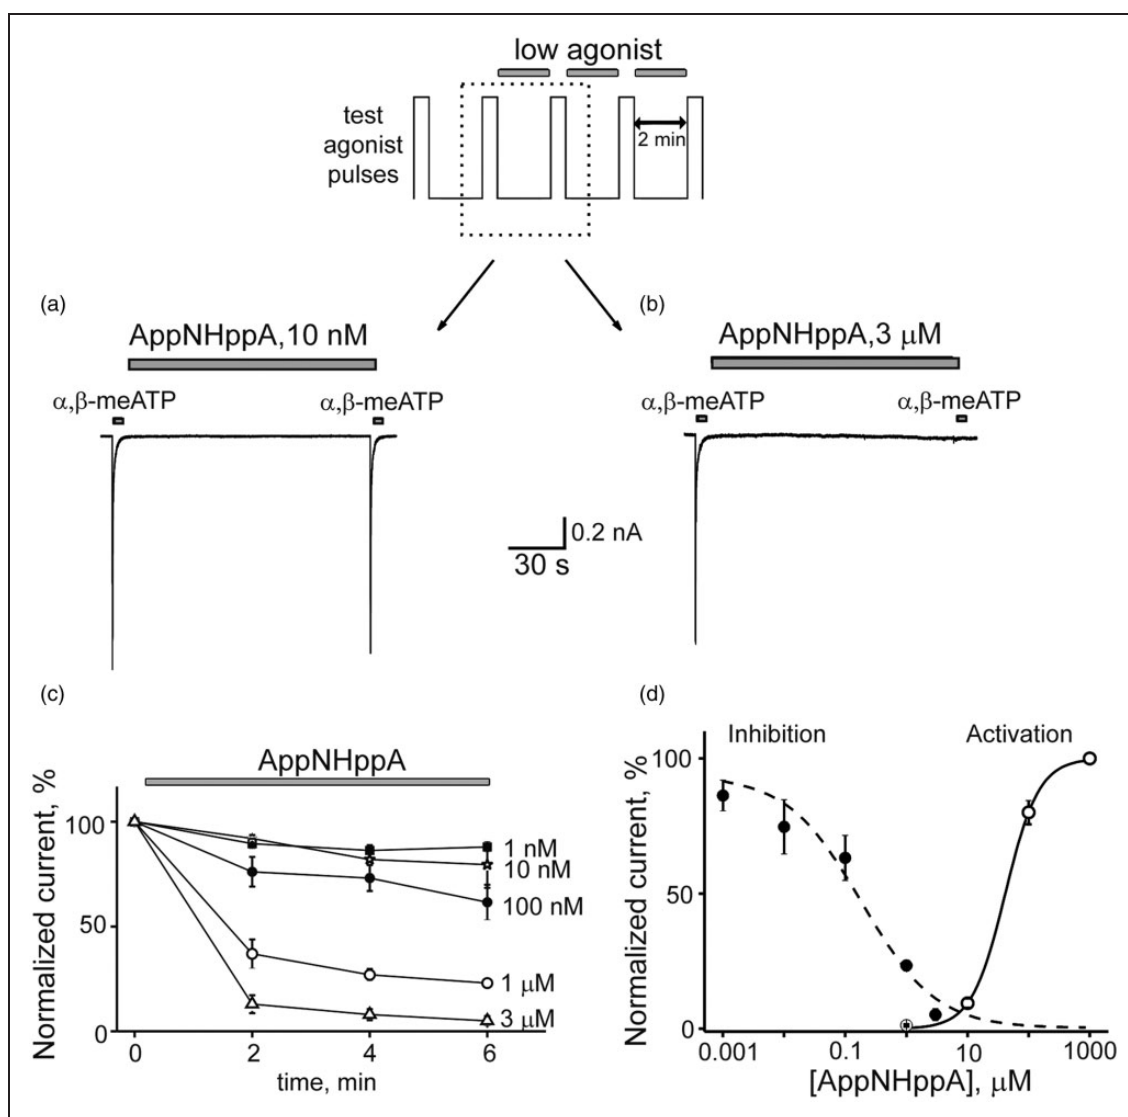 low agonist
test
agonist
pulses
2 min
(a)
(b)
AppNHppA,10 nM
AppNHppA,3 μM
α,β-meATP
α,β-meATP
α,β-meATP
α,β-meATP
0.2 nA
30 s
(c)
(d)
AppNHppA
Normalized current, %
100
50
0
1 nM
10 nM
100 nM
1 μM
3 μM
0 2 4 6
time, min
Inhibition
Activation
Normalized current, %
100
50
0
0.001 0.1 10 1000
[AppNHppA], μM